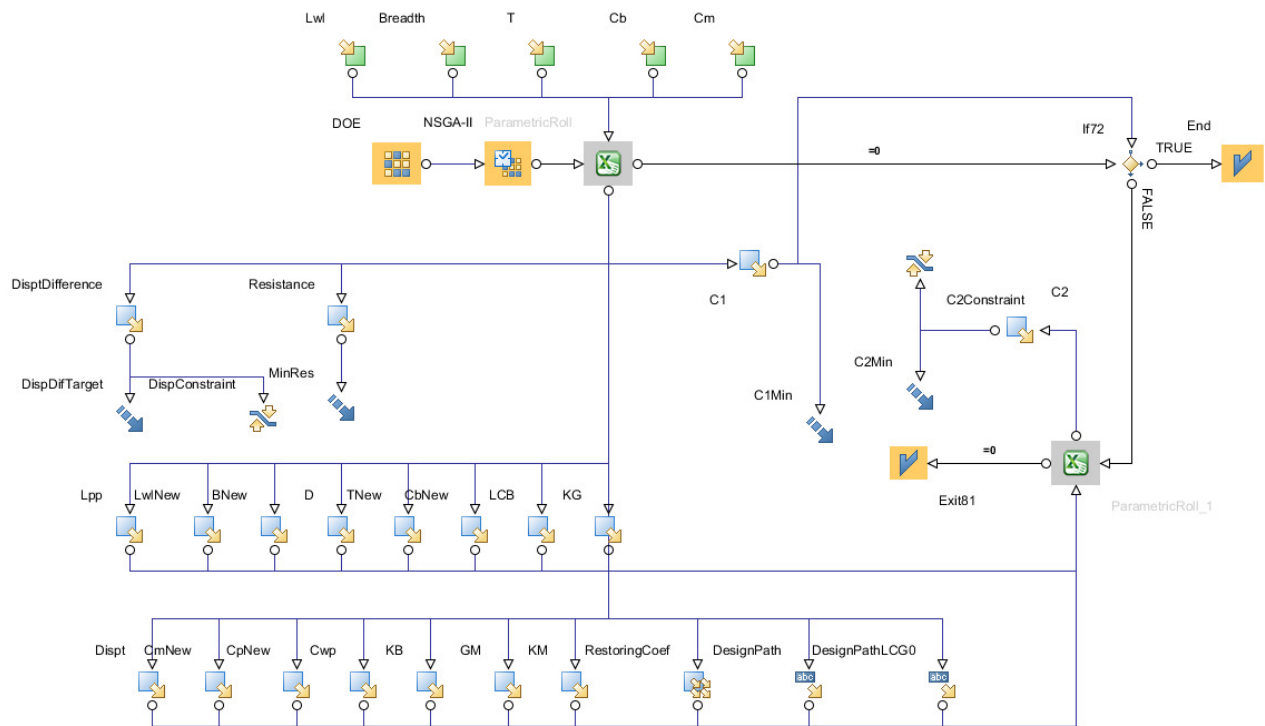 Lwl Breadth T Cb Cm
DOE NSGA-II ParametricRoll
=0
If72
End
TRUE
FALSE
DisptDifference Resistance
C1
C2Constraint C2
DispDifTarget DispConstraint MinRes
C1Min
C2Min
=0
Exit81
ParametricRoll_1
Lpp LwlNew BNew D TNew CbNew LCB KG
Dispt CmNew CpNew Cwp KB GM KM RestoringCoef DesignPath DesignPathLCG0
abc abc